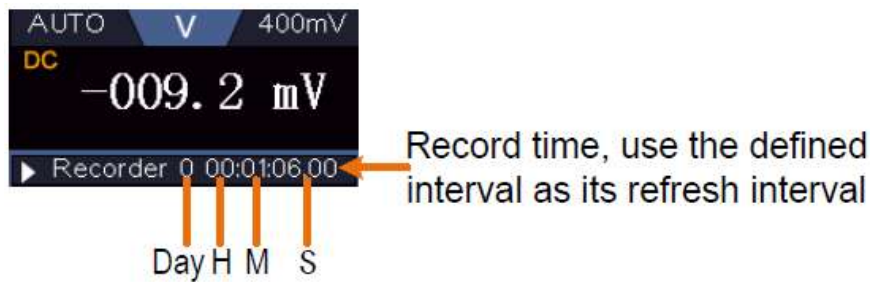 AUTO V 400mV
DC
-009.2 mV
Recorder 0 00:01:06.00
Record time, use the defined
interval as its refresh interval
Day H M S